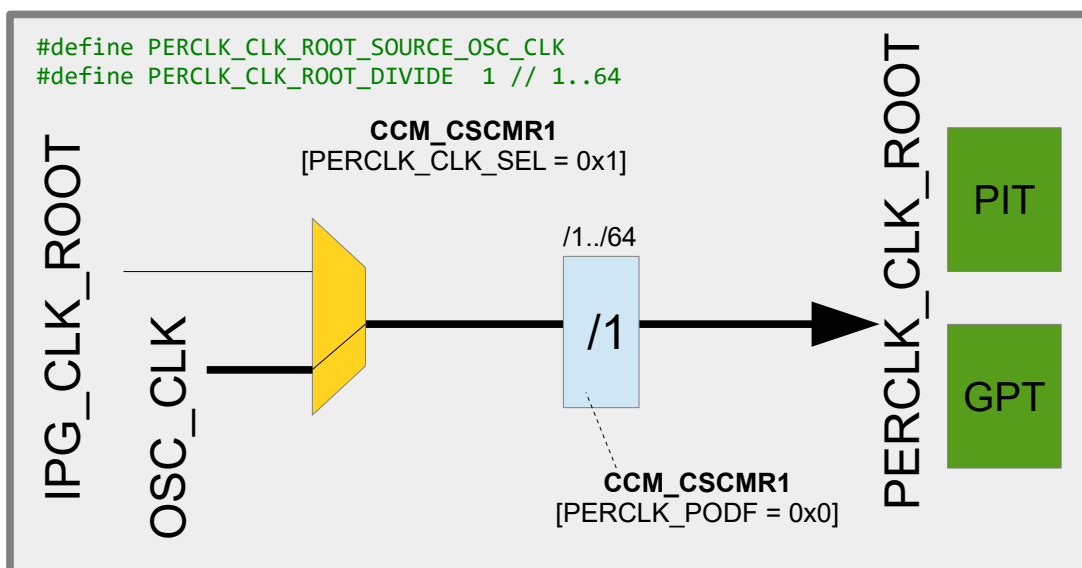 #define PERCLK_CLK_ROOT_SOURCE_OSC_CLK
#define PERCLK_CLK_ROOT_DIVIDE  1 // 1..64
CCM_CSCMR1
[PERCLK_CLK_SEL = 0x1]
IPG_CLK_ROOT
OSC_CLK
/1../64
/1
CCM_CSCMR1
[PERCLK_PODF = 0x0]
PERCLK_CLK_ROOT
PIT
GPT